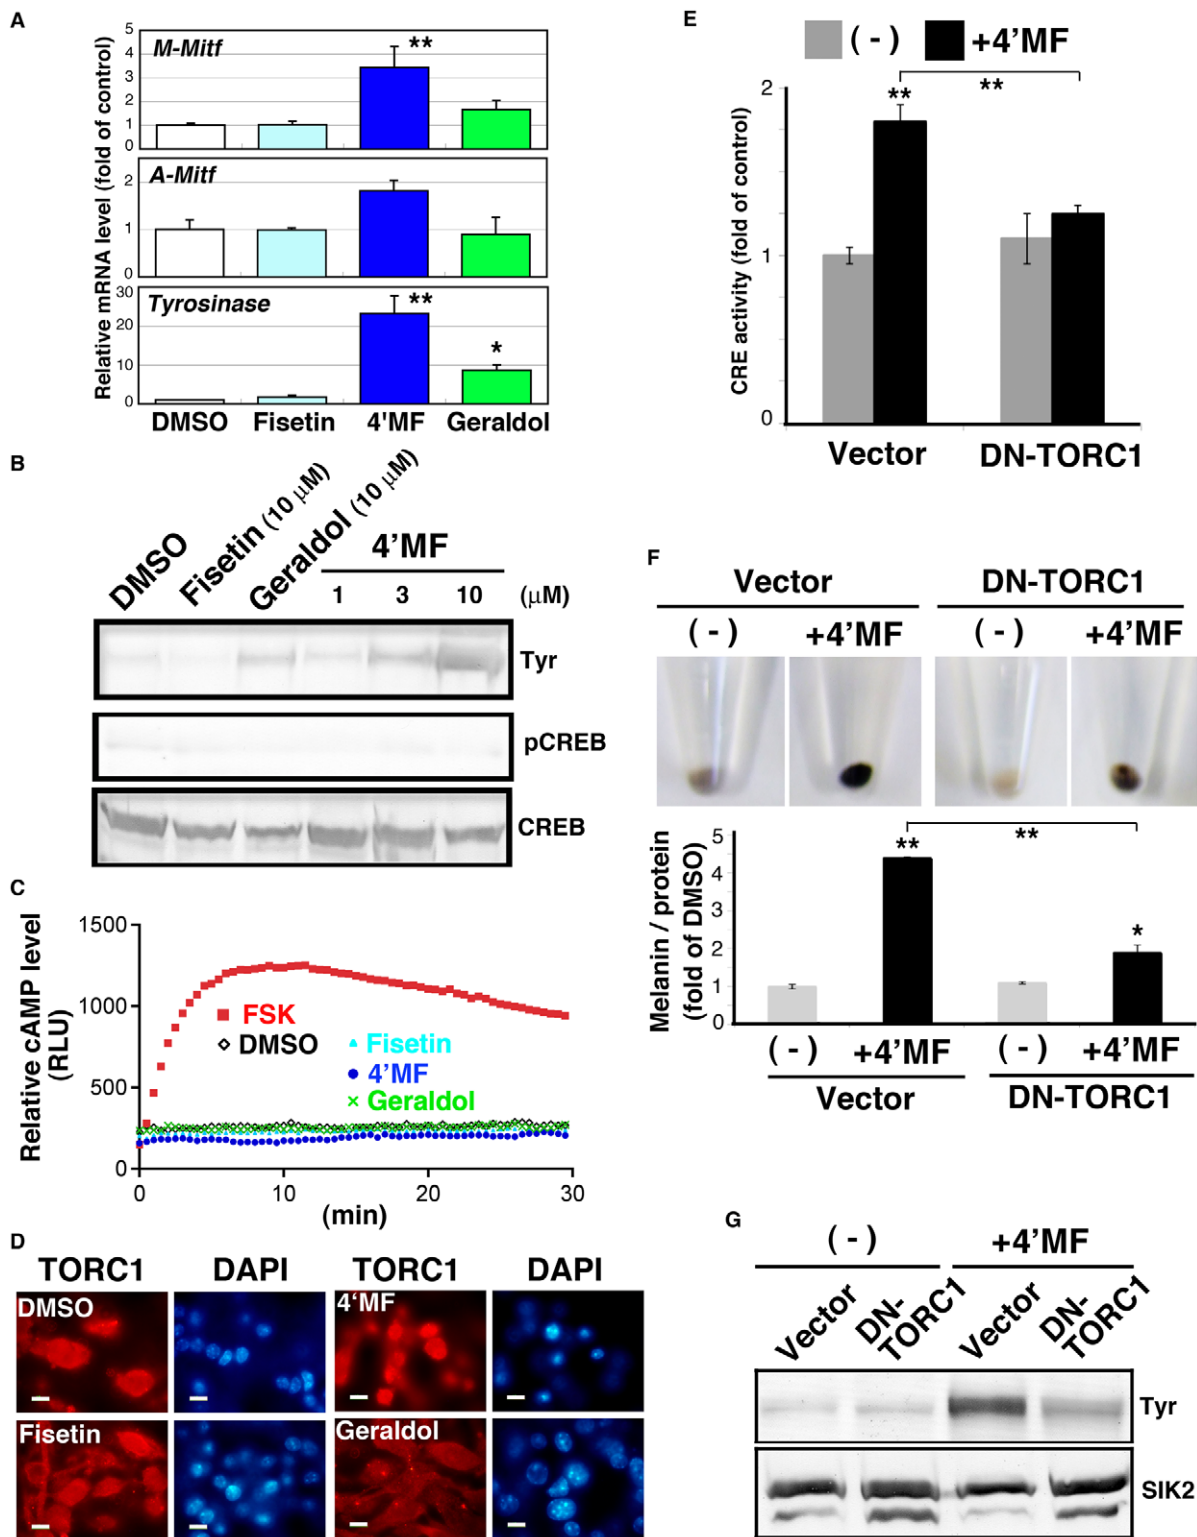 A
Relative mRNA level (fold of control)
M-Mitf
**
5
4
3
2
1
0
A-Mitf
2
1
0
Tyrosinase
**
*
30
20
10
0
DMSO Fisetin 4'MF Geraldol
B
DMSO
Fisetin (10 μM)
Geraldol (10 μM)
4'MF
1 3 10 (μM)
Tyr
pCREB
CREB
C
Relative cAMP level
(RLU)
1500
1000
500
0
FSK
DMSO
Fisetin
4'MF
Geraldol
0 10 20 30
(min)
D
TORC1 DAPI TORC1 DAPI
DMSO 4'MF
Fisetin Geraldol
E
(-) +4'MF
**
**
CRE activity (fold of control)
2
1
0
Vector DN-TORC1
F
Vector DN-TORC1
(-) +4'MF (-) +4'MF
Melanin / protein
(fold of DMSO)
5
4
3
2
1
0
**
**
*
(-) +4'MF (-) +4'MF
Vector DN-TORC1
G
(-) +4'MF
Vector
DN-
TORC1
Vector
DN-
TORC1
Tyr
SIK2